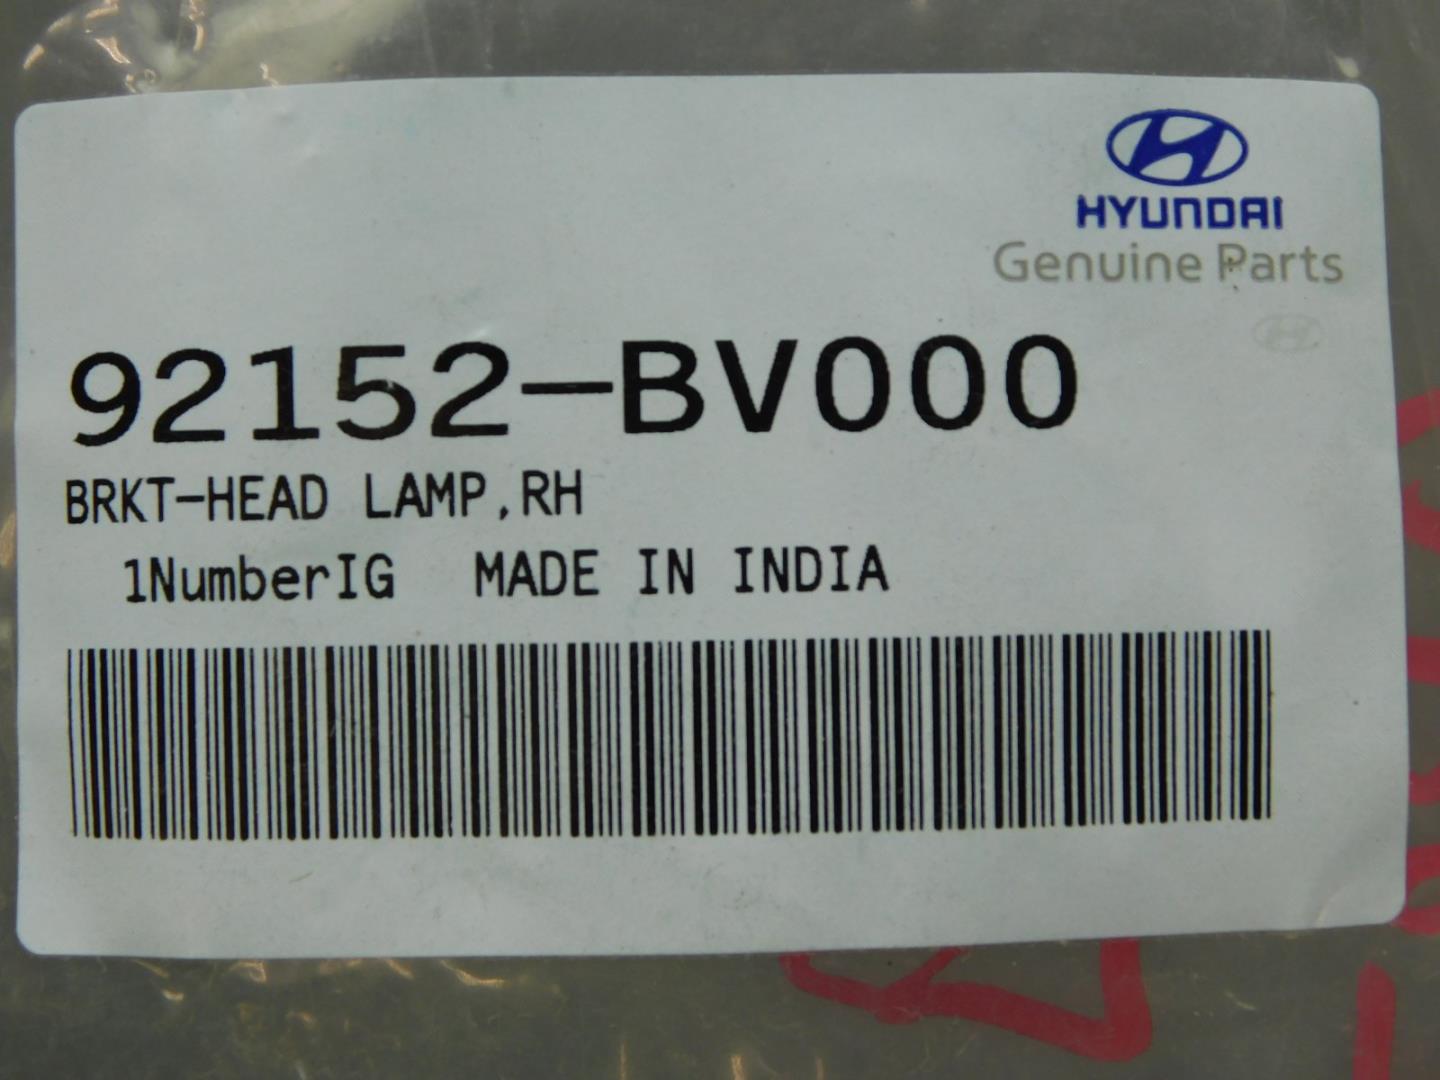 HYUNDAI
Genuine Parts
92152-BV000
BRKT-HEAD LAMP,RH
1NumberIG MADE IN INDIA